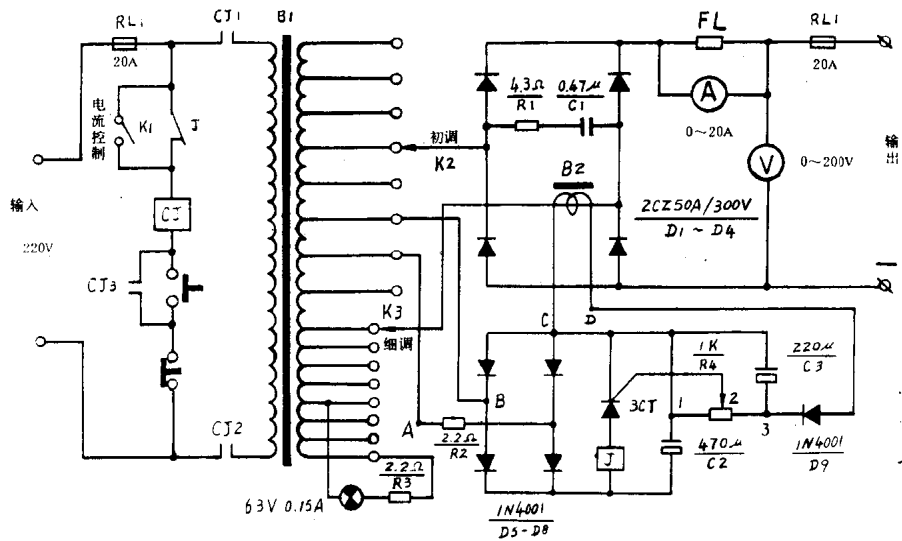 CJ1
B1
RL1
20A
电流控制
K1
J
CJ
CJ3
输入
220V
CJ2
初调
K2
K3
细调
4.3Ω
R1
0.47μ
C1
FL
A
0~20A
RL1
20A
V
0~200V
输出
B2
2CZ50A/300V
D1~D4
C
D
B
A
2.2Ω
R2
2.2Ω
R3
63V 0.15A
1N4001
D5-D8
3CT
J
1K
R4
1
2
3
220μ
C3
470μ
C2
1N4001
D9